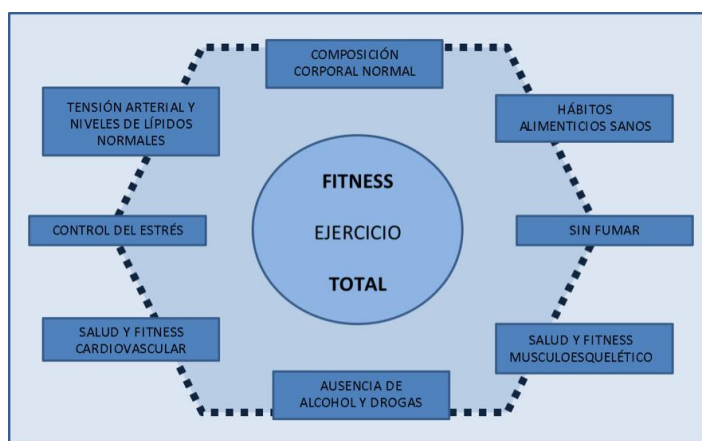 COMPOSICIÓN
CORPORAL NORMAL
TENSIÓN ARTERIAL Y
NIVELES DE LÍPIDOS
NORMALES
HÁBITOS
ALIMENTICIOS SANOS
FITNESS
EJERCICIO
TOTAL
CONTROL DEL ESTRÉS
SIN FUMAR
SALUD Y FITNESS
CARDIOVASCULAR
SALUD Y FITNESS
MUSCULOESQUELÉTICO
AUSENCIA DE
ALCOHOL Y DROGAS